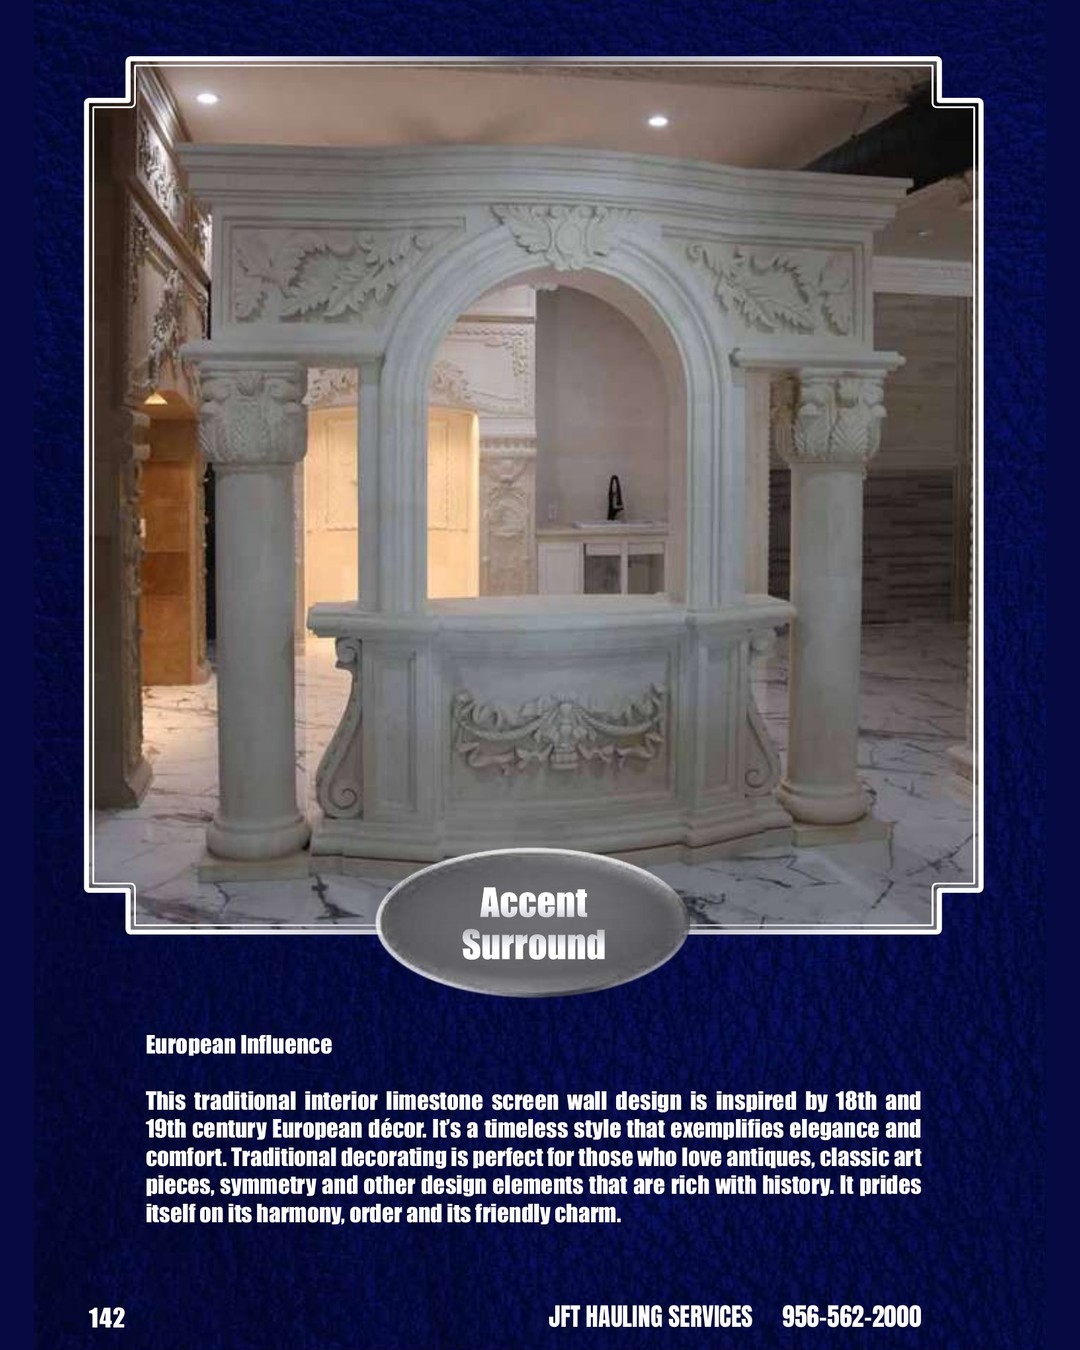 Accent
Surround
European Influence
This traditional interior limestone screen wall design is inspired by 18th and
19th century European décor. It’s a timeless style that exemplifies elegance and
comfort. Traditional decorating is perfect for those who love antiques, classic art
pieces, symmetry and other design elements that are rich with history. It prides
itself on its harmony, order and its friendly charm.
142 JFT HAULING SERVICES 956-562-2000